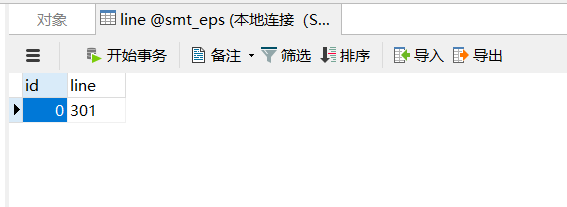 对象
line @smt_eps (本地连接（S...
开始事务 备注 筛选 排序 导入 导出
id line
0 301